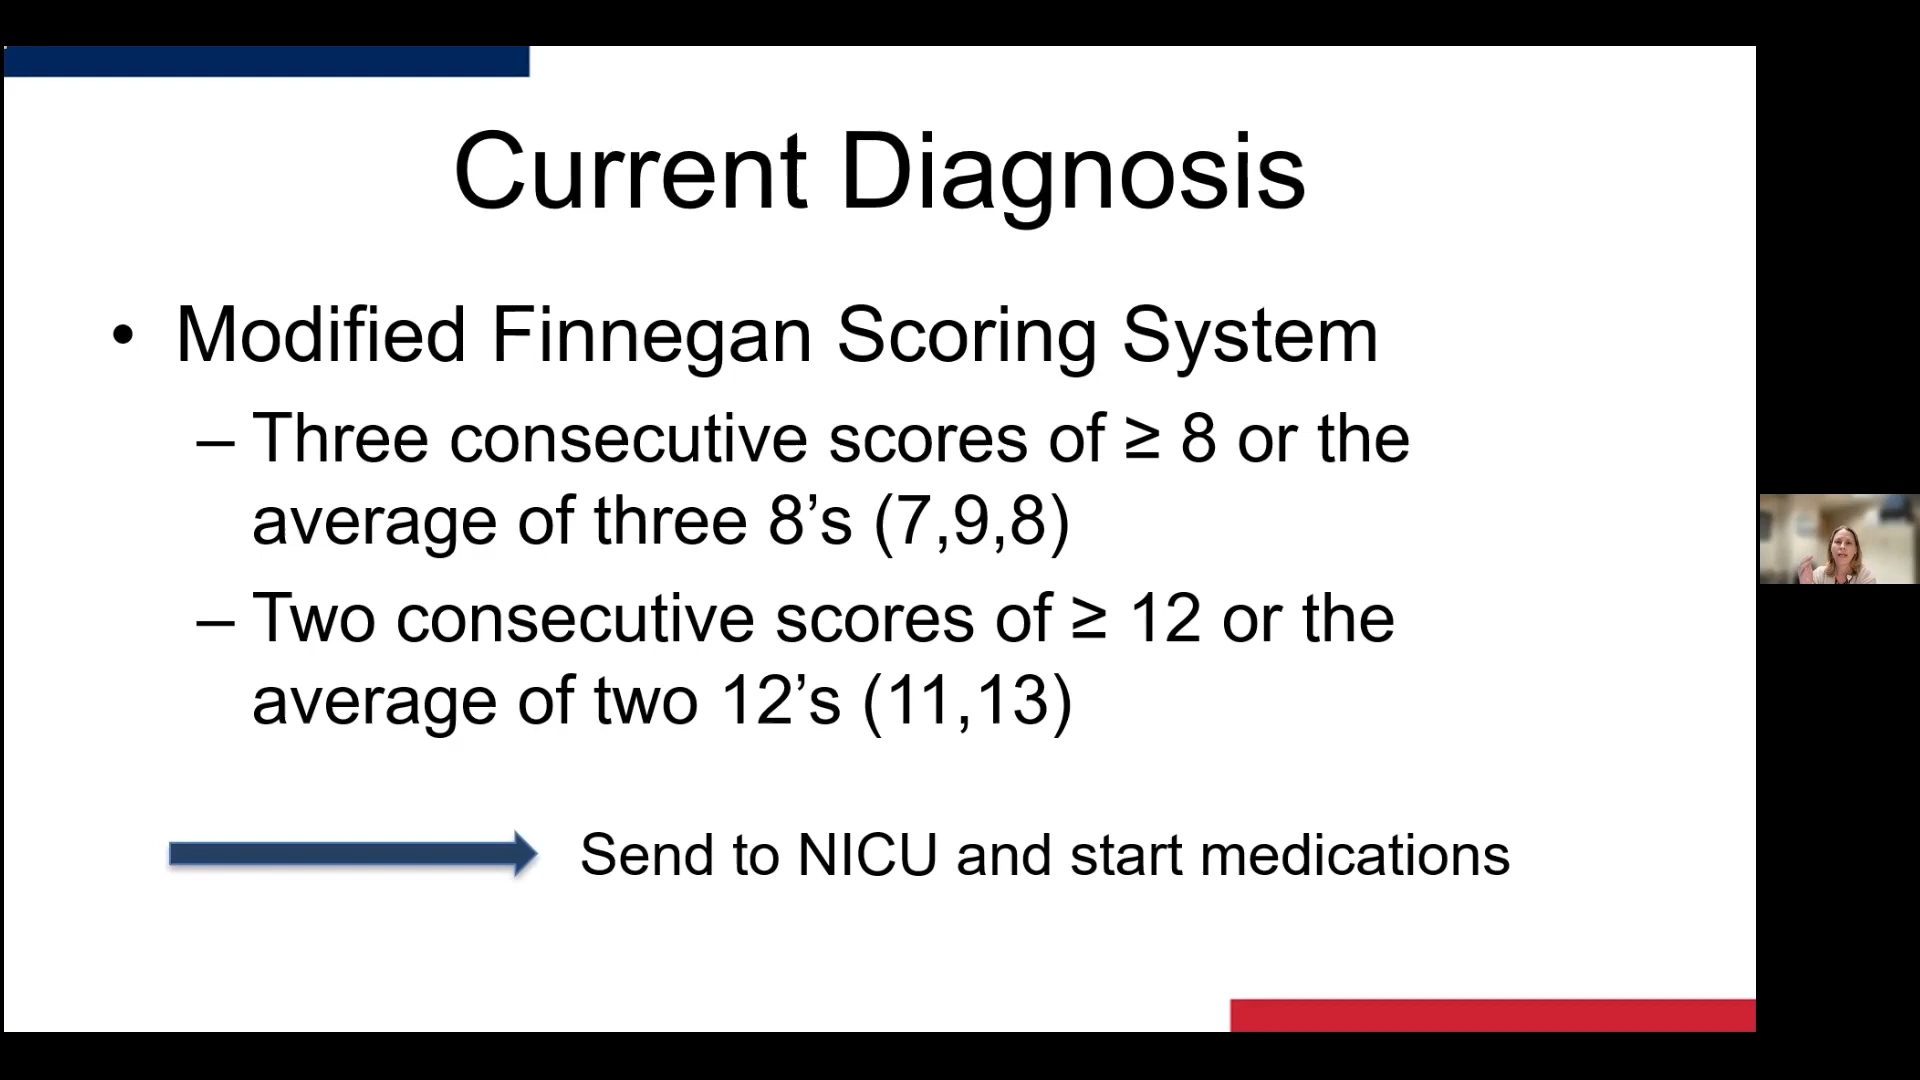 Current Diagnosis
• Modified Finnegan Scoring System
– Three consecutive scores of ≥ 8 or the
average of three 8’s (7,9,8)
– Two consecutive scores of ≥ 12 or the
average of two 12’s (11,13)
Send to NICU and start medications